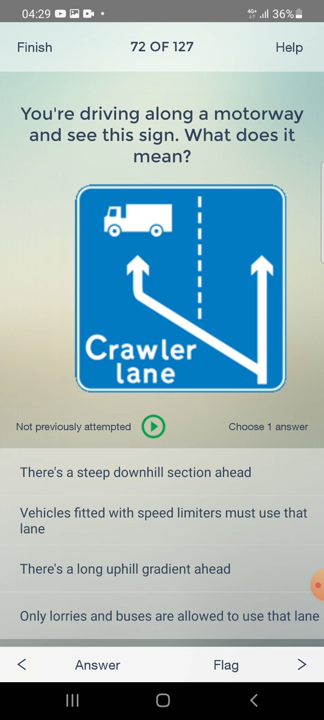 04:29
4G+ 36%
Finish
72 OF 127
Help
You're driving along a motorway
and see this sign. What does it
mean?
Crawler
lane
Not previously attempted
Choose 1 answer
There's a steep downhill section ahead
Vehicles fitted with speed limiters must use that
lane
There's a long uphill gradient ahead
Only lorries and buses are allowed to use that lane
Answer
Flag